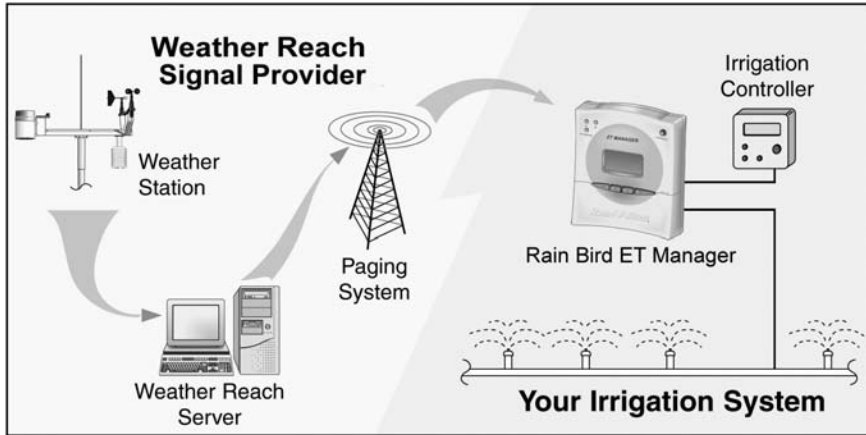 Weather Reach
Signal Provider
Weather
Station
Weather Reach
Server
Paging
System
Irrigation
Controller
ET MANAGER
Rain Bird ET Manager
Your Irrigation System